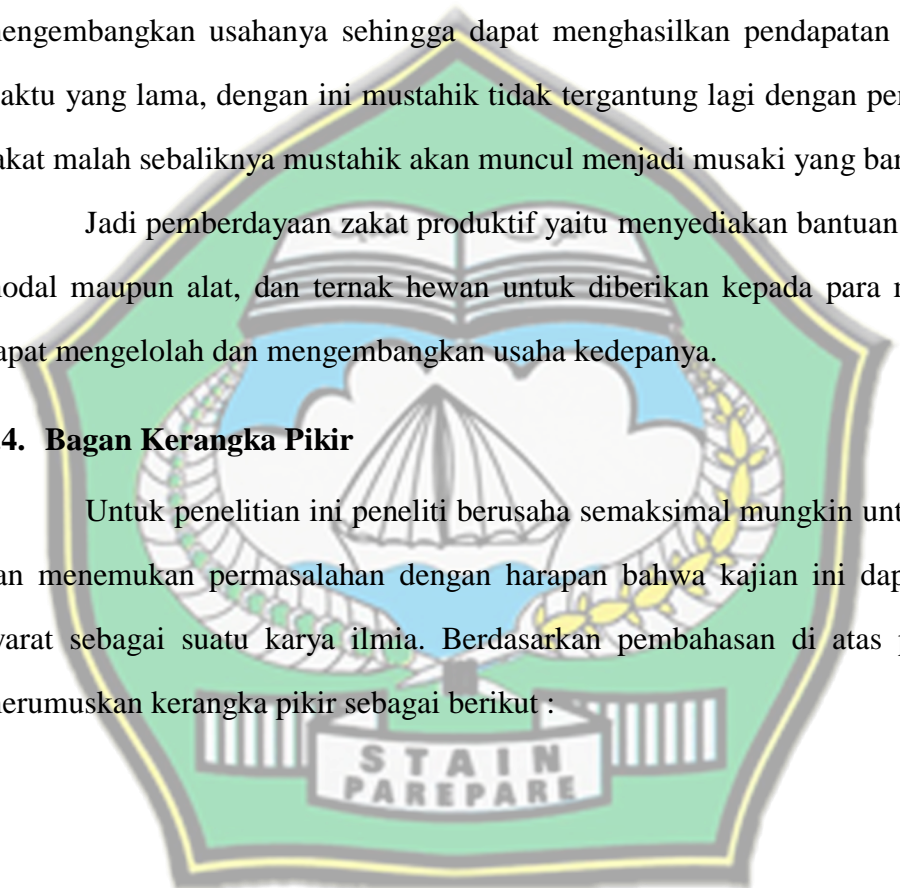 mengembangkan usahanya sehingga dapat menghasilkan pendapatan
aktu yang lama, dengan ini mustahik tidak tergantung lagi dengan per
akat malah sebaliknya mustahik akan muncul menjadi musaki yang bar
Jadi pemberdayaan zakat produktif yaitu menyediakan bantuan
modal maupun alat, dan ternak hewan untuk diberikan kepada para
apat mengelolah dan mengembangkan usaha kedepanya.
4. Bagan Kerangka Pikir
Untuk penelitian ini peneliti berusaha semaksimal mungkin unt
an menemukan permasalahan dengan harapan bahwa kajian ini dap
yarat sebagai suatu karya ilmia. Berdasarkan pembahasan di atas
merumuskan kerangka pikir sebagai berikut :
STAIN
PAREPARE